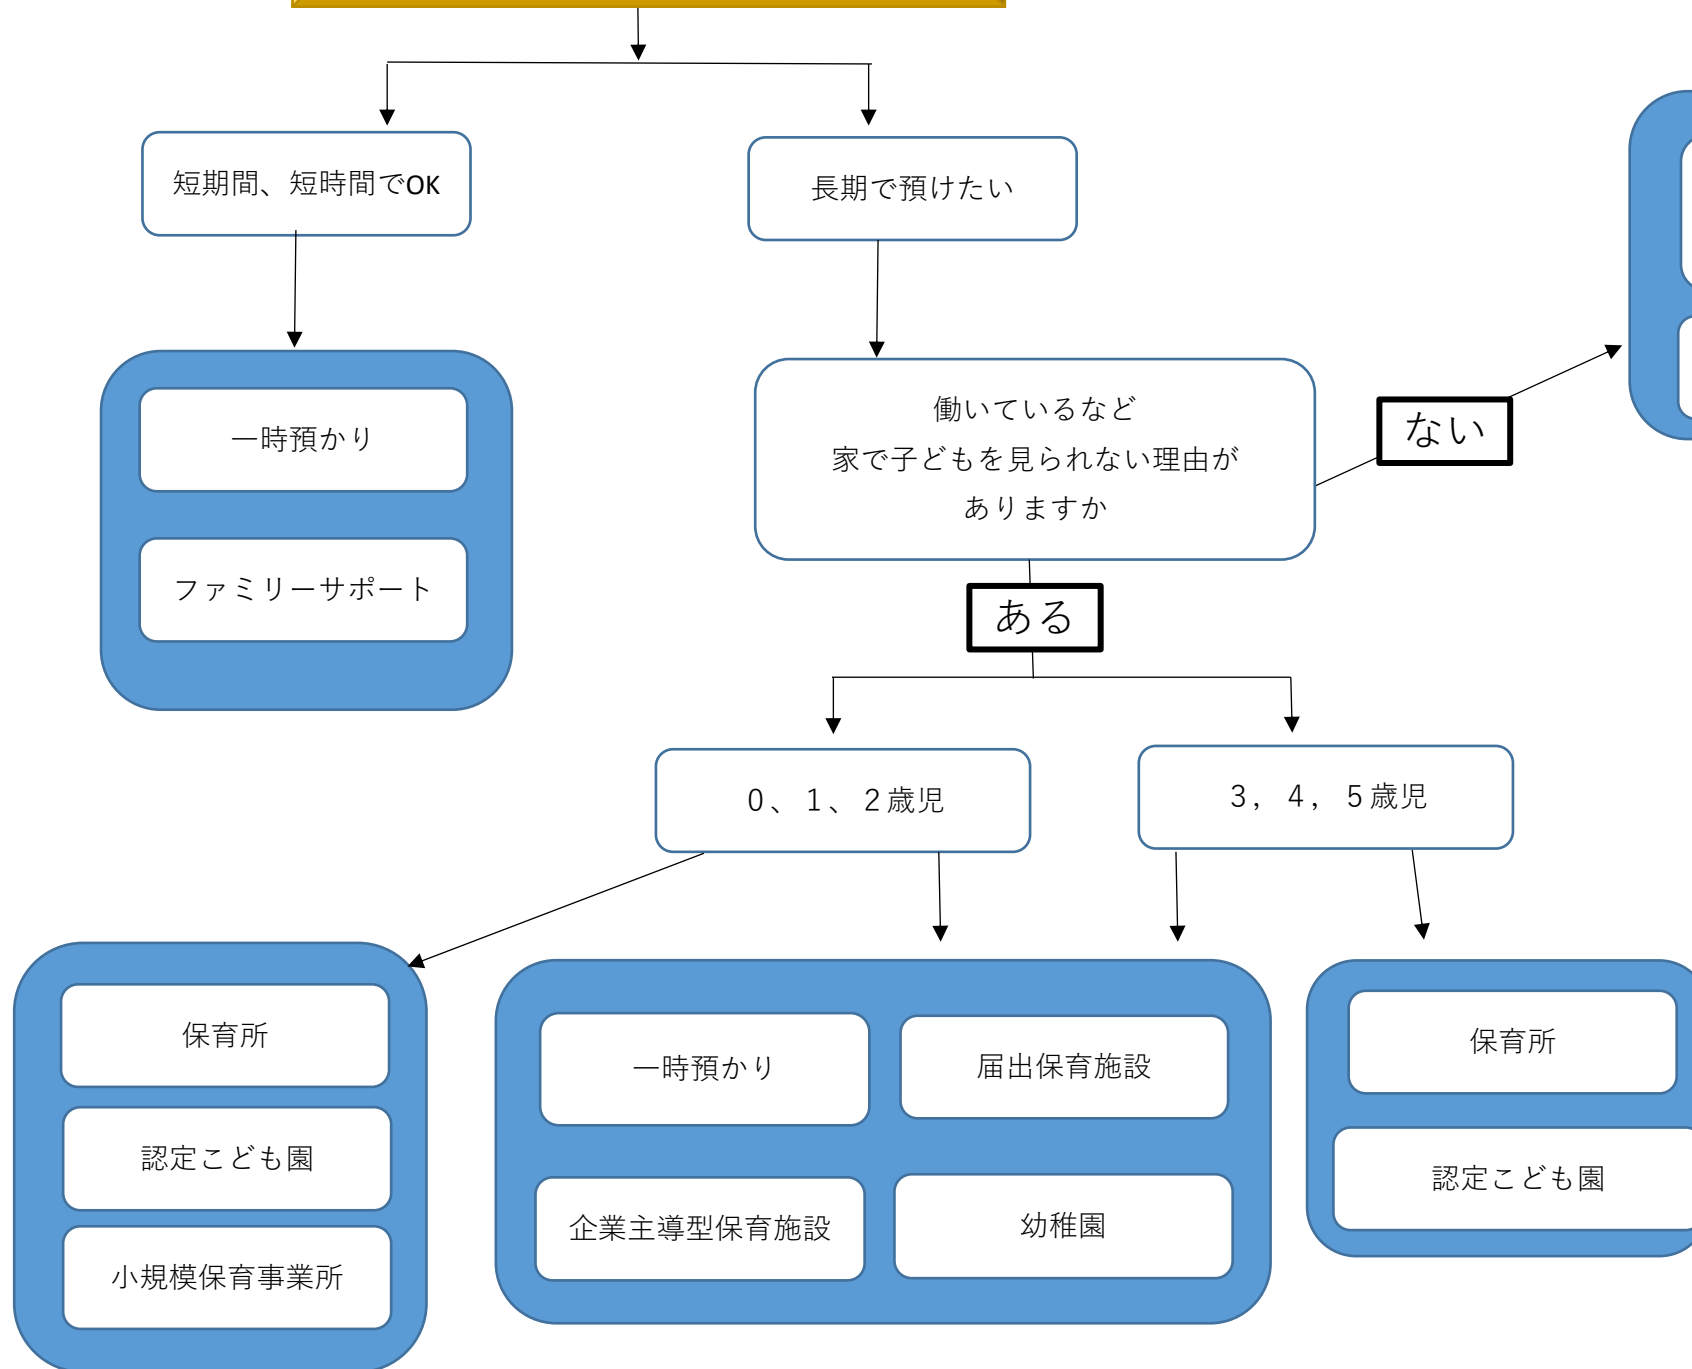 短期間、短時間でOK
長期で預けたい
一時預かり
ファミリーサポート
働いているなど
家で子どもを見られない理由が
ありますか
ない
ある
０、１、２歳児
３，４，５歳児
保育所
認定こども園
小規模保育事業所
一時預かり
届出保育施設
企業主導型保育施設
幼稚園
保育所
認定こども園